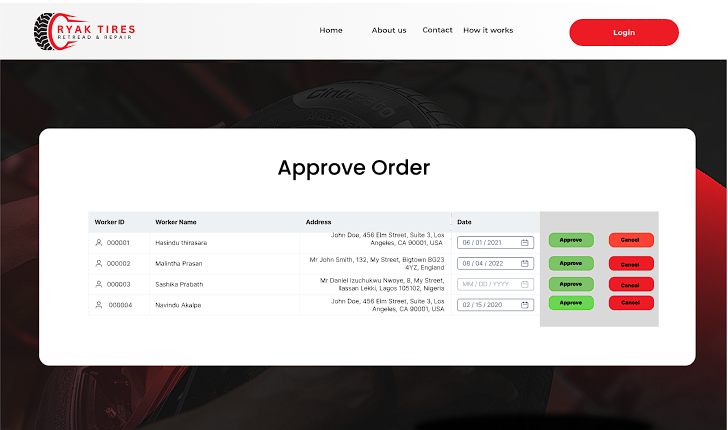 RYAK TIRES
RETREAD & REPAIR
Home
About us
Contact
How it works
Login
Approve Order
Worker ID
Worker Name
Address
Date
000001
Hasindu thirasara
John Doe, 456 Elm Street, Suite 3, Los
Angeles, CA 90001, USA
06 / 01 / 2021
Approve
Cancel
000002
Malintha Prasan
Mr John Smith, 132, My Street, Bigtown BG23
4YZ, England
08 / 04 / 2022
Approve
Cancel
000003
Sashika Prabath
Mr Daniel Izuchukwu Nwoye, 8, My Street,
Ilassan Lekki, Lagos 105102, Nigeria
MM / DD / YYYY
Approve
Cancel
000004
Navindu Akalpa
John Doe, 456 Elm Street, Suite 3, Los
Angeles, CA 90001, USA
02 / 15 / 2020
Approve
Cancel